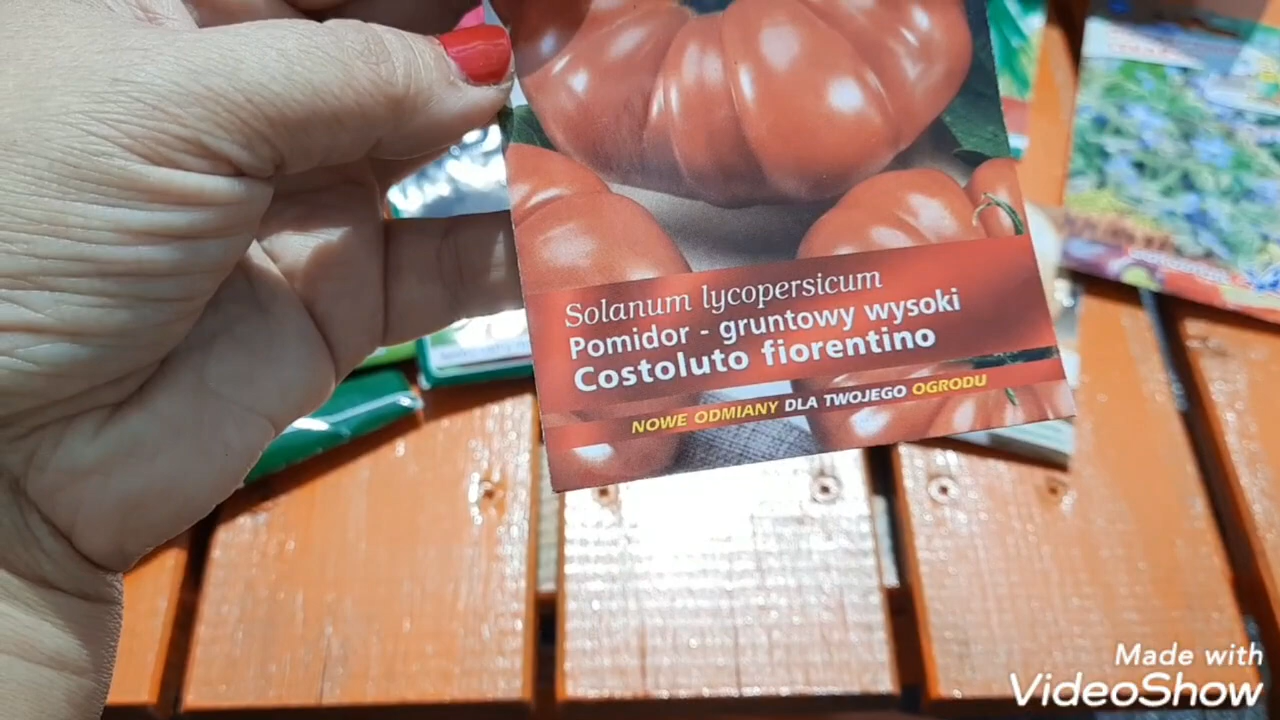 Solanum lycopersicum
Pomidor - gruntowy wysoki
Costoluto fiorentino
NOWE ODMIANY DLA TWOJEGO OGRODU
Made with
VideoShow